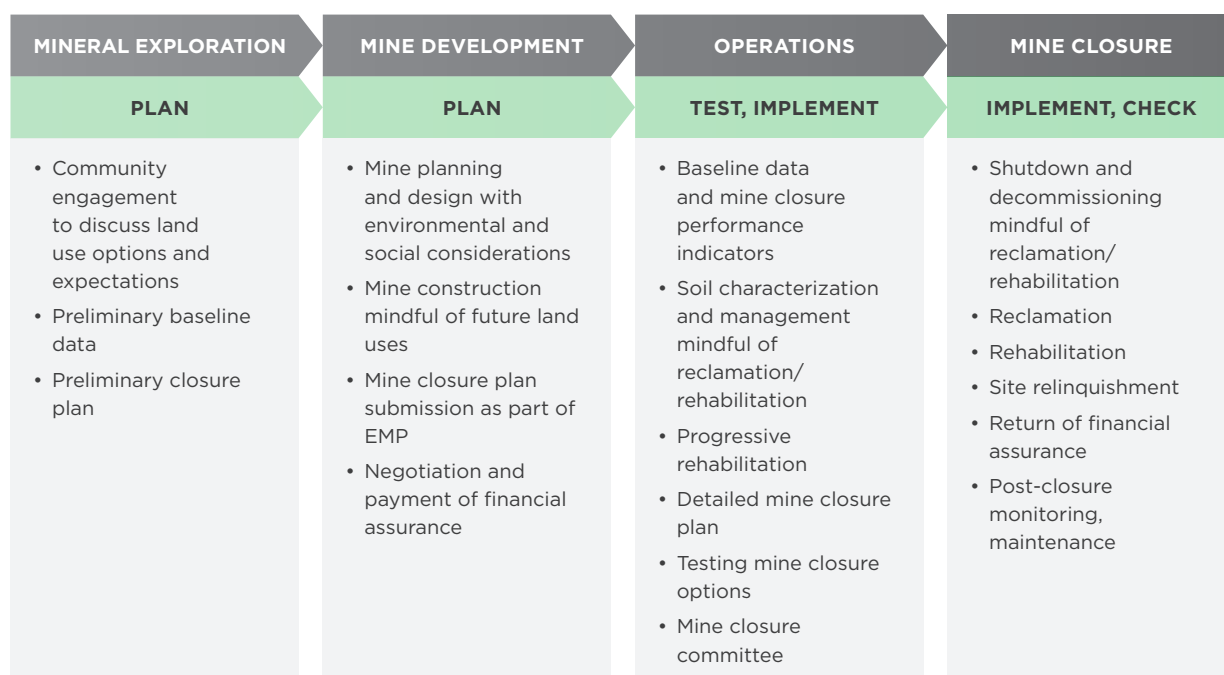 MINERAL EXPLORATION
PLAN
• Community
engagement
to discuss land
use options and
expectations
• Preliminary baseline
data
• Preliminary closure
plan
MINE DEVELOPMENT
PLAN
• Mine planning
and design with
environmental and
social considerations
• Mine construction
mindful of future land
uses
• Mine closure plan
submission as part of
EMP
• Negotiation and
payment of financial
assurance
OPERATIONS
TEST, IMPLEMENT
• Baseline data
and mine closure
performance
indicators
• Soil characterization
and management
mindful of
reclamation/
rehabilitation
• Progressive
rehabilitation
• Detailed mine closure
plan
• Testing mine closure
options
• Mine closure
committee
MINE CLOSURE
IMPLEMENT, CHECK
• Shutdown and
decommissioning
mindful of
reclamation/
rehabilitation
• Reclamation
• Rehabilitation
• Site relinquishment
• Return of financial
assurance
• Post-closure
monitoring,
maintenance